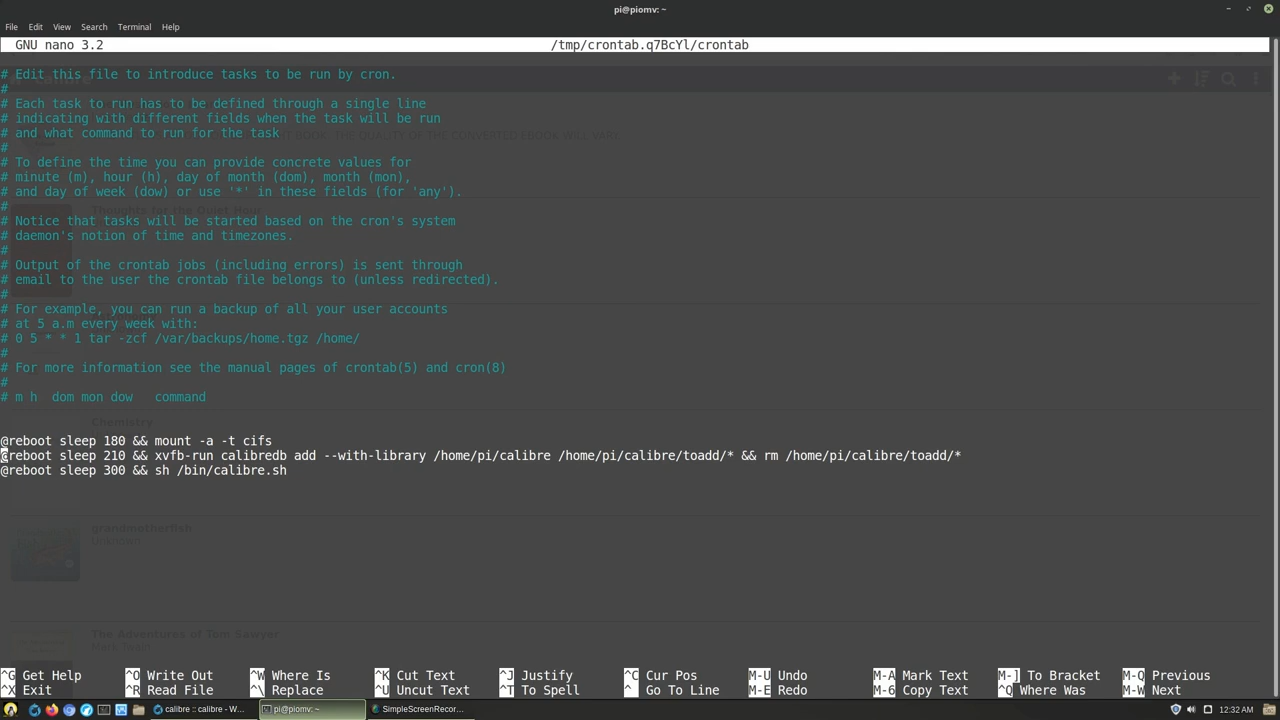 pi@piomv: ~
File Edit View Search Terminal Help
GNU nano 3.2 /tmp/crontab.q7BcYl/crontab
# Edit this file to introduce tasks to be run by cron.
#
# Each task to run has to be defined through a single line
# indicating with different fields when the task will be run
# and what command to run for the task
#
# To define the time you can provide concrete values for
# minute (m), hour (h), day of month (dom), month (mon),
# and day of week (dow) or use '*' in these fields (for 'any').
#
# Notice that tasks will be started based on the cron's system
# daemon's notion of time and timezones.
#
# Output of the crontab jobs (including errors) is sent through
# email to the user the crontab file belongs to (unless redirected).
#
# For example, you can run a backup of all your user accounts
# at 5 a.m every week with:
# 0 5 * * 1 tar -zcf /var/backups/home.tgz /home/
#
# For more information see the manual pages of crontab(5) and cron(8)
#
# m h  dom mon dow   command
Chemistry
@reboot sleep 180 && mount -a -t cifs
@reboot sleep 210 && xvfb-run calibredb add --with-library /home/pi/calibre /home/pi/calibre/toadd/* && rm /home/pi/calibre/toadd/*
@reboot sleep 300 && sh /bin/calibre.sh
grandmotherfish
Unknown
The Adventures of Tom Sawyer
Mark Twain
^G Get Help ^O Write Out ^W Where Is ^K Cut Text ^J Justify ^C Cur Pos M-U Undo M-A Mark Text M-] To Bracket M-Q Previous
^X Exit ^R Read File ^\ Replace ^U Uncut Text ^T To Spell ^_ Go To Line M-E Redo M-6 Copy Text ^Q Where Was M-W Next
calibre :: calibre - W... pi@piomv: ~ SimpleScreenRecor... 12:32 AM